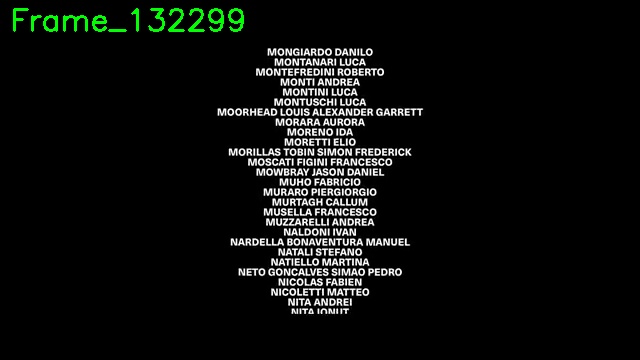 Frame_132299
MONGIARDO DANILO
MONTANARI LUCA
MONTEFREDINI ROBERTO
MONTI ANDREA
MONTINI LUCA
MONTUSCHI LUCA
MOORHEAD LOUIS ALEXANDER GARRETT
MORARA AURORA
MORENO IDA
MORETTI ELIO
MORILLAS TOBIN SIMON FREDERICK
MOSCATI FIGINI FRANCESCO
MOWBRAY JASON DANIEL
MUHO FABRICIO
MURARO PIERGIORGIO
MURTAGH CALLUM
MUSELLA FRANCESCO
MUZZARELLI ANDREA
NALDONI IVAN
NARDELLA BONAVENTURA MANUEL
NATALI STEFANO
NATIELLO MARTINA
NETO GONCALVES SIMAO PEDRO
NICOLAS FABIEN
NICOLETTI MATTEO
NITA ANDREI
NITA IONUT